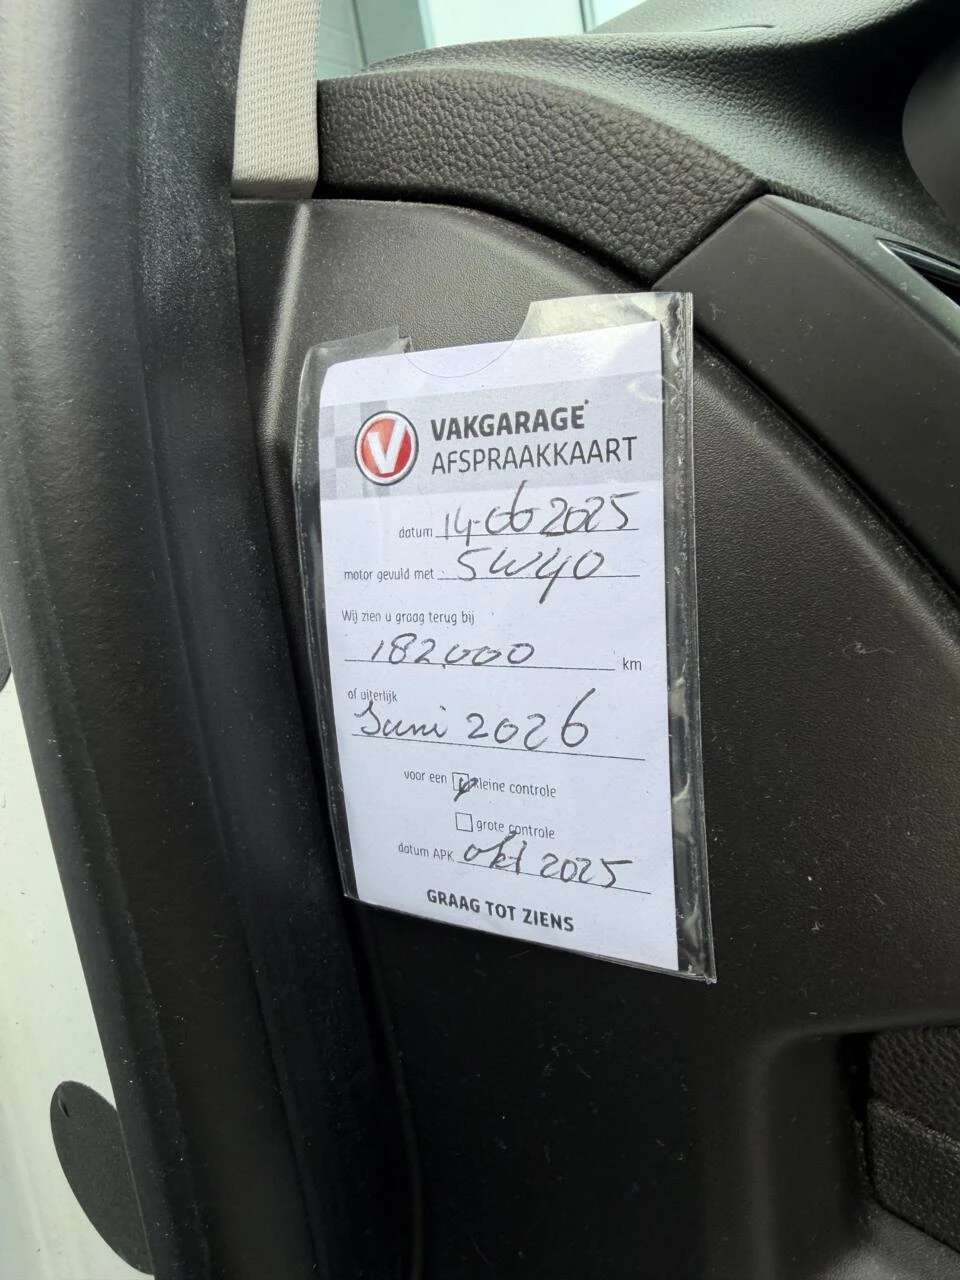 V
VAKGARAGE
AFSPRAAKKAART
datum 14-06 2025
motor gevuld met 5W40
Wij zien u graag terug bij
182.000 km
of uiterlijk
Juni 2026
voor een kleine controle
grote controle
datum APK okt 2025
GRAAG TOT ZIENS